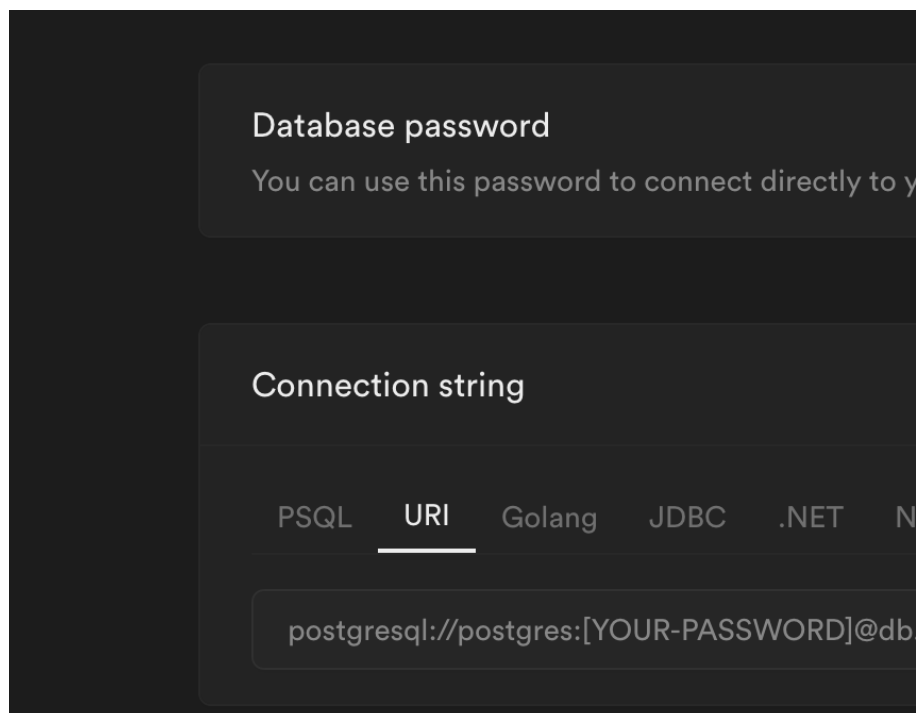 Database password
You can use this password to connect directly to y
Connection string
PSQL URI Golang JDBC .NET N
postgresql://postgres:[YOUR-PASSWORD]@db.